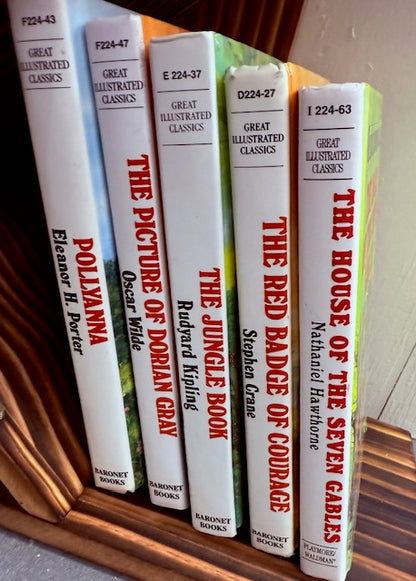 F224-43
GREAT
ILLUSTRATED
CLASSICS
POLLYANNA
Eleanor H. Porter
BARONET
BOOKS
F224-47
GREAT
ILLUSTRATED
CLASSICS
THE PICTURE OF DORIAN GRAY
Oscar Wilde
BARONET
BOOKS
E 224-37
GREAT
ILLUSTRATED
CLASSICS
THE JUNGLE BOOK
Rudyard Kipling
BARONET
BOOKS
D224-27
GREAT
ILLUSTRATED
CLASSICS
THE RED BADGE OF COURAGE
Stephen Crane
BARONET
BOOKS
I 224-63
GREAT
ILLUSTRATED
CLASSICS
THE HOUSE OF THE SEVEN GABLES
Nathaniel Hawthorne
PLAYMORE/
WALDMAN